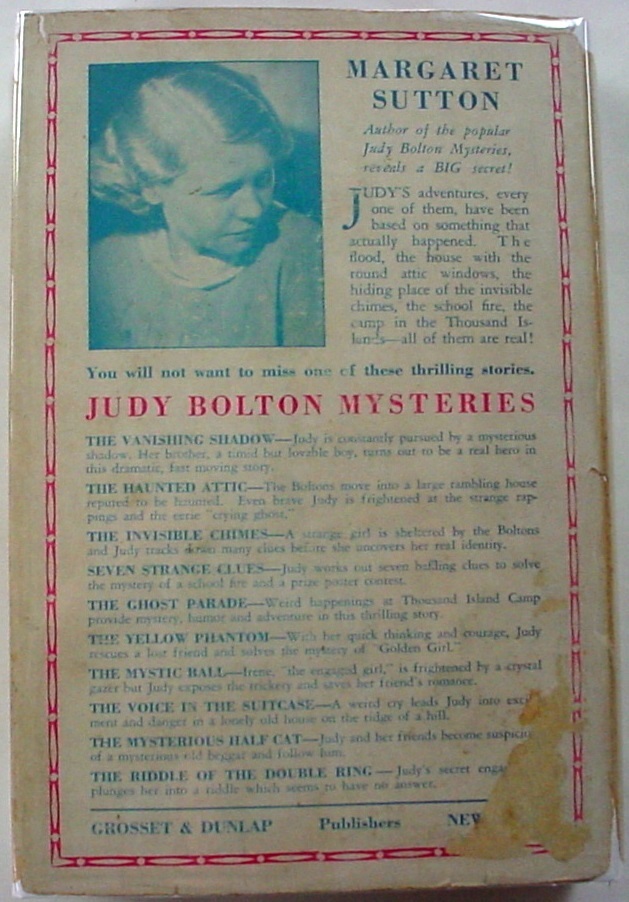 MARGARET
SUTTON
Author of the popular
Judy Bolton Mysteries,
reveals a BIG secret!
JUDY'S adventures, every
one of them, have been
based on something that
actually happened. The
flood, the house with the
round attic windows, the
hiding place of the invisible
chimes, the school fire, the
camp in the Thousand Is-
lands—all of them are real!
You will not want to miss one of these thrilling stories.
JUDY BOLTON MYSTERIES
THE VANISHING SHADOW—Judy is constantly pursued by a mysterious
shadow. Her brother, a timid but lovable boy, turns out to be a real hero in
this dramatic, fast moving story.
THE HAUNTED ATTIC—The Boltons move into a large rambling house
reputed to be haunted. Even brave Judy is frightened at the strange rap-
pings and the eerie "crying ghost."
THE INVISIBLE CHIMES—A strange girl is sheltered by the Boltons
and Judy tracks down many clues before she uncovers her real identity.
SEVEN STRANGE CLUES—Judy works out seven baffling clues to solve
the mystery of a school fire and a prize poster contest.
THE GHOST PARADE—Weird happenings at Thousand Island Camp
provide mystery, humor and adventure in this thrilling story.
THE YELLOW PHANTOM—With her quick thinking and courage, Judy
rescues a lost friend and solves the mystery of "Golden Girl."
THE MYSTIC BALL—Irene, "the engaged girl," is frightened by a crystal
gazer but Judy exposes the trickery and saves her friend's romance.
THE VOICE IN THE SUITCASE—A weird cry leads Judy into excit
ment and danger in a lonely old house on the ridge of a hill.
THE MYSTERIOUS HALF CAT—Judy and her friends become suspicio
of a mysterious old beggar and follow him.
THE RIDDLE OF THE DOUBLE RING—Judy's secret enga
plunges her into a riddle which seems to have no answer.
GROSSET & DUNLAP Publishers NEW